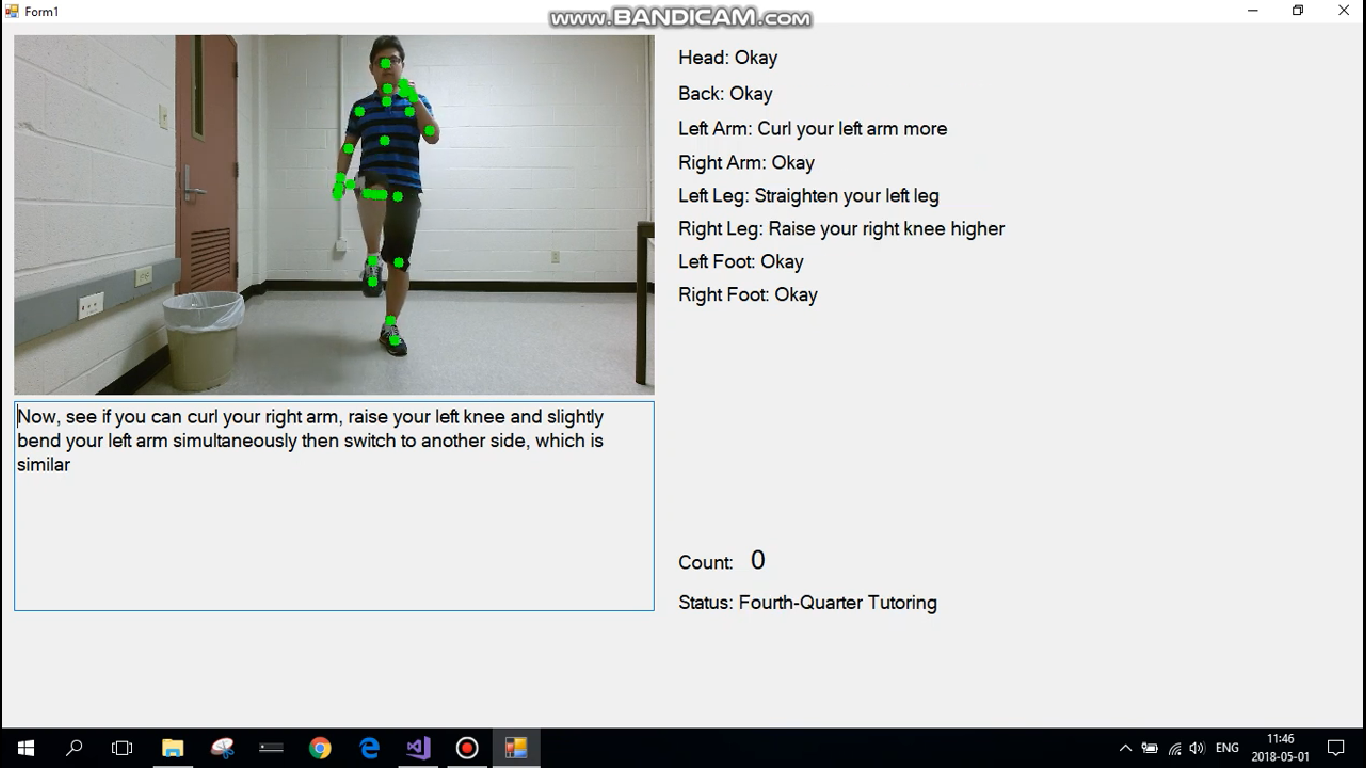 Form1
www.BANDICAM.com
Head: Okay
Back: Okay
Left Arm: Curl your left arm more
Right Arm: Okay
Left Leg: Straighten your left leg
Right Leg: Raise your right knee higher
Left Foot: Okay
Right Foot: Okay
Now, see if you can curl your right arm, raise your left knee and slightly
bend your left arm simultaneously then switch to another side, which is
similar
Count: 0
Status: Fourth-Quarter Tutoring
ENG
11:46
2018-05-01